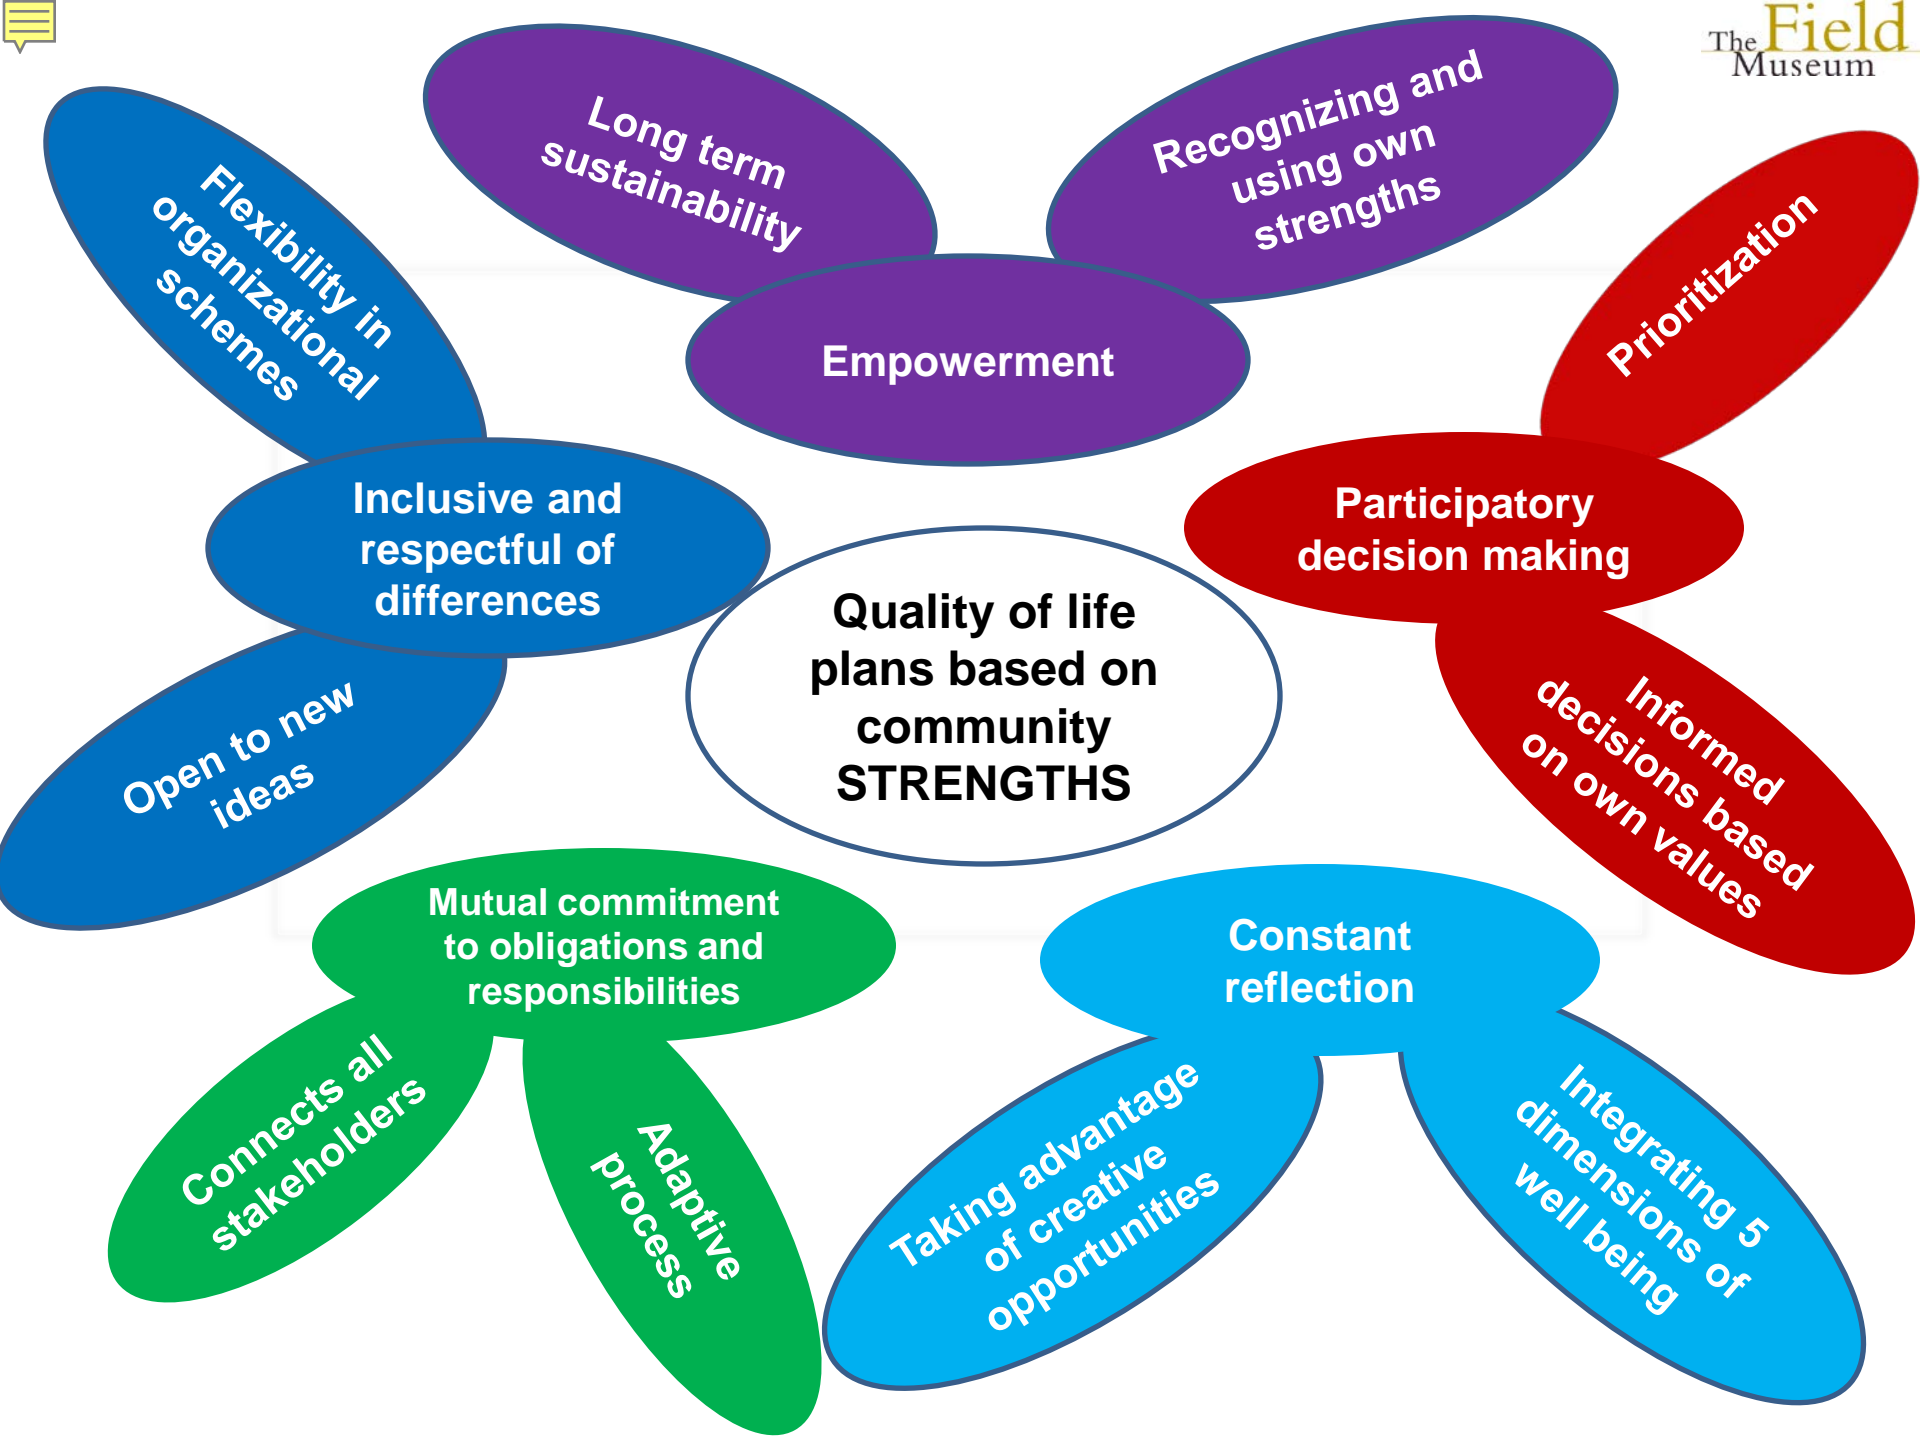 The Field
Museum
Long term
sustainability
Recognizing and
using own
strengths
Empowerment
Flexibility in
organizational
schemes
Inclusive and
respectful of
differences
Open to new
ideas
Prioritization
Participatory
decision making
Informed
decisions based
on own values
Quality of life
plans based on
community
STRENGTHS
Mutual commitment
to obligations and
responsibilities
Connects all
stakeholders
Adaptive
process
Constant
reflection
Taking advantage
of creative
opportunities
Integrating 5
dimensions of
well being